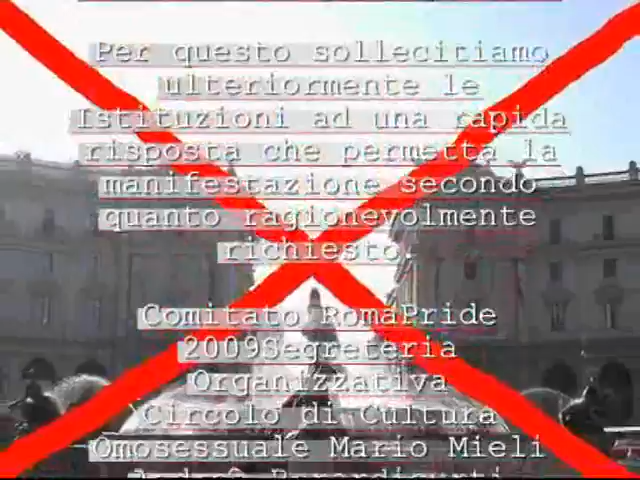 Per questo sollecitiamo
ulteriormente le
Istituzioni ad una rapida
risposta che permetta la
manifestazione secondo
quanto ragionevolmente
richiesto.
Comitato RomaPride
2009Segreteria
Organizzativa
\Circolo di Cultura
Omosessuale Mario Mieli